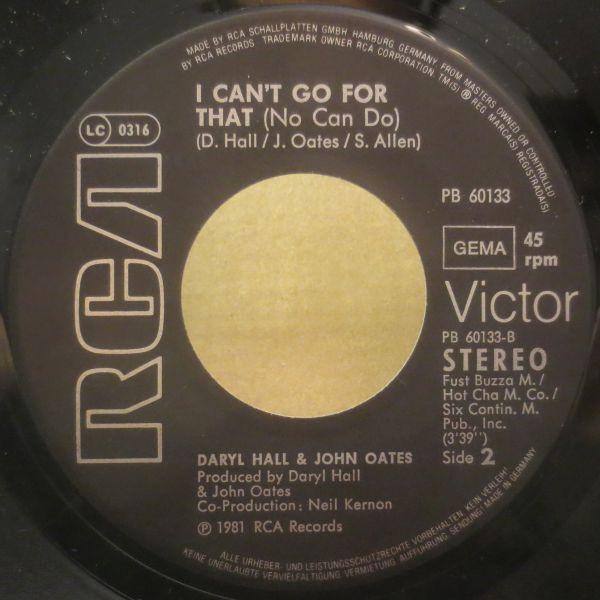 MADE BY RCA SCHALLPLATTEN GMBH HAMBURG, GERMANY, FROM MASTERS OWNED OR CONTROLLED
BY RCA RECORDS TRADEMARK OWNER RCA CORPORATION, TM(S) ® REG. MARCA(S) REGISTRADA(S)
I CAN'T GO FOR
THAT (No Can Do)
(D. Hall / J. Oates / S. Allen)
LC 0316
RCA
PB 60133
GEMA
45
rpm
Victor
PB 60133-B
STEREO
Fust Buzza M. /
Hot Cha M. Co. /
Six Contin. M.
Pub., Inc.
(3'39'')
Side 2
DARYL HALL & JOHN OATES
Produced by Daryl Hall
& John Oates
Co-Production: Neil Kernon
℗ 1981 RCA Records
ALLE URHEBER- UND LEISTUNGSSCHUTZRECHTE VORBEHALTEN. KEIN VERLEIH!
KEINE UNERLAUBTE VERVIELFÄLTIGUNG, VERMIETUNG, AUFFÜHRUNG, SENDUNG! MADE IN GERMANY